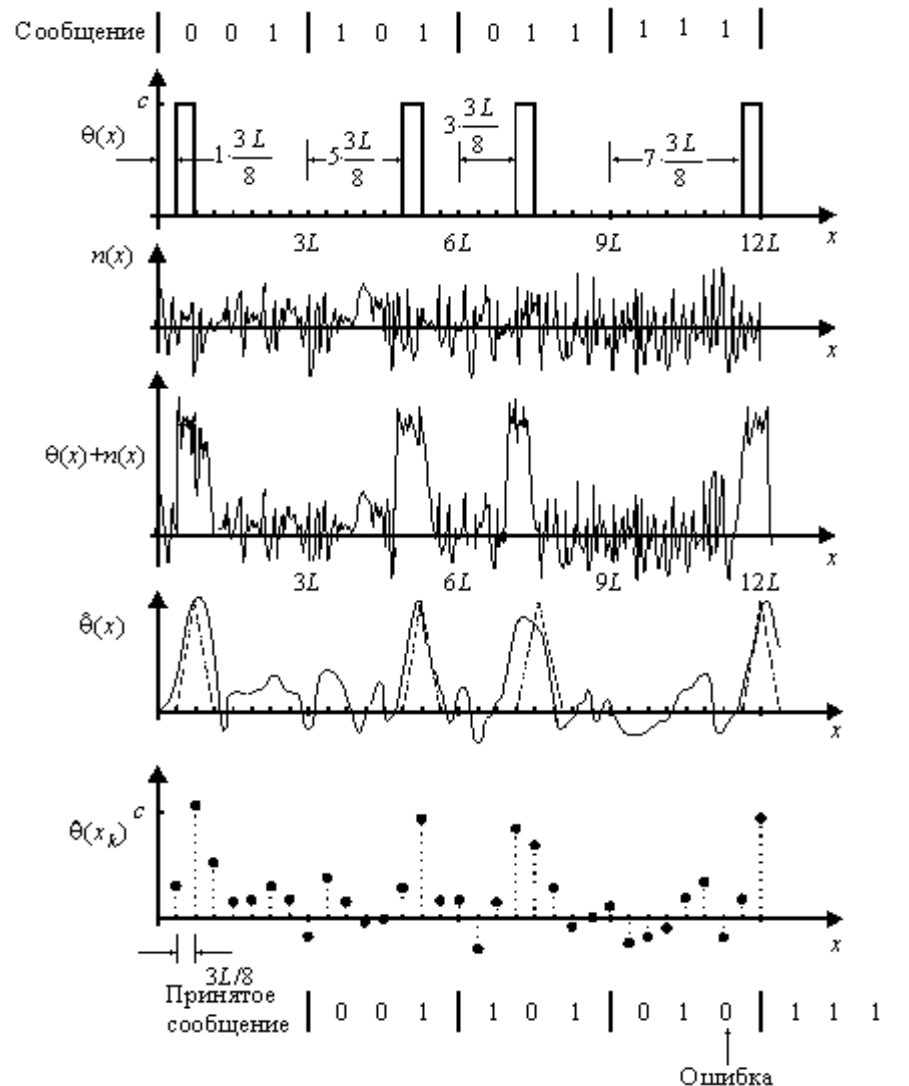 Сообщение | 0 0 1 | 1 0 1 | 0 1 1 | 1 1 1 |
c
θ(x)
1·3L/8
5·3L/8
3·3L/8
7·3L/8
3L 6L 9L 12L x
n(x)
x
θ(x)+n(x)
x
3L 6L 9L 12L
θ̂(x)
x
c
θ̂(x_k)
x
3L/8
Принятое
сообщение | 0 0 1 | 1 0 1 | 0 1 0 | 1 1 1
Ошибка